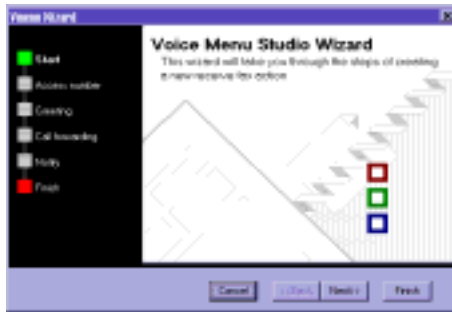 Voice Wizard
Start
Access number
Greeting
Call forwarding
Notify
Finish
Voice Menu Studio Wizard
This wizard will take you through the steps of creating
a new receive fax action
Cancel
<<Back
Next>>
Finish